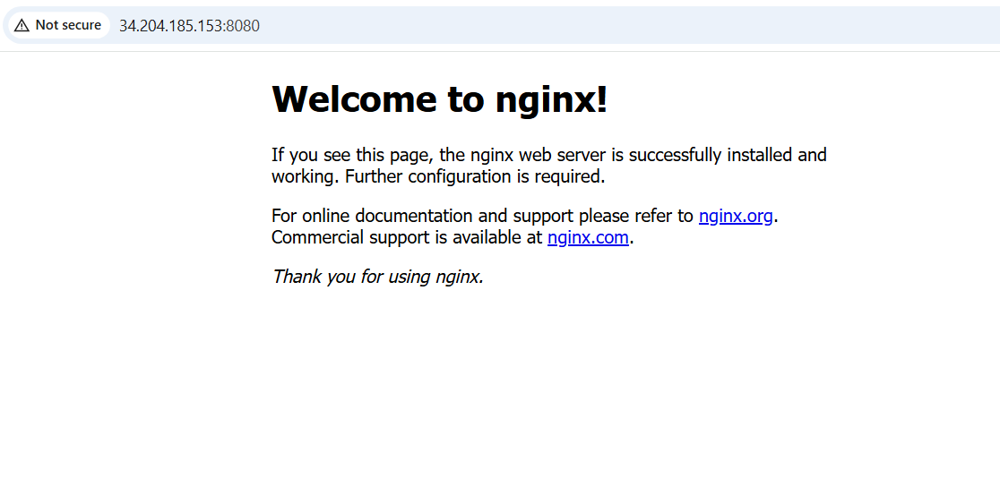 Not secure 34.204.185.153:8080
Welcome to nginx!
If you see this page, the nginx web server is successfully installed and
working. Further configuration is required.
For online documentation and support please refer to nginx.org.
Commercial support is available at nginx.com.
Thank you for using nginx.